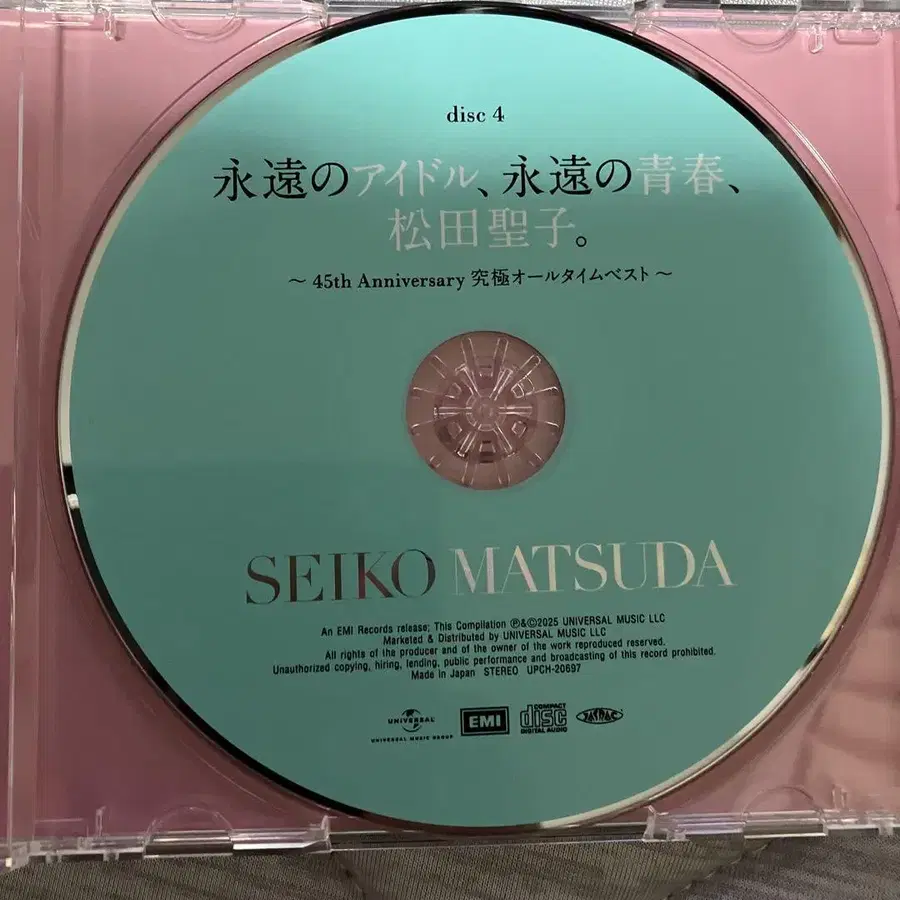 disc 4
永遠のアイドル、永遠の青春、
松田聖子。
～ 45th Anniversary 究極オールタイムベスト ～
SEIKO MATSUDA
An EMI Records release; This Compilation Ⓟ&Ⓒ2025 UNIVERSAL MUSIC LLC
Marketed & Distributed by UNIVERSAL MUSIC LLC
All rights of the producer and of the owner of the work reproduced reserved.
Unauthorized copying, hiring, lending, public performance and broadcasting of this record prohibited.
Made in Japan STEREO UPCH-20697
UNIVERSAL
UNIVERSAL MUSIC GROUP
EMI
COMPACT
disc
DIGITAL AUDIO
JASRAC